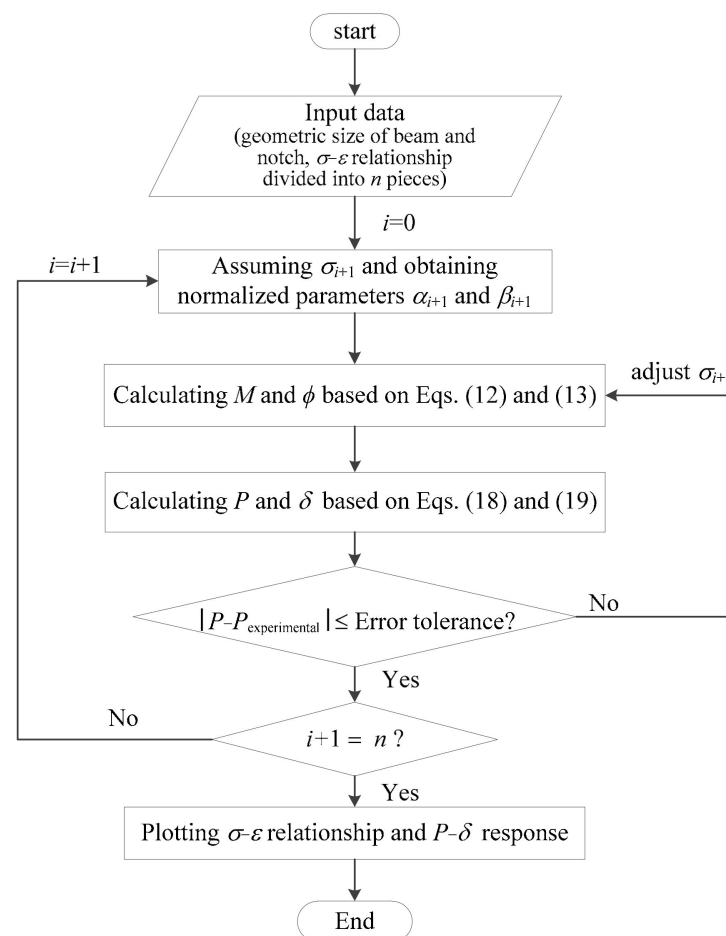 start
Input data
(geometric size of beam and
notch, σ-ε relationship
divided into n pieces)
i=0
i=i+1
Assuming σi+1 and obtaining
normalized parameters αi+1 and βi+1
adjust σi+
Calculating M and ϕ based on Eqs. (12) and (13)
Calculating P and δ based on Eqs. (18) and (19)
|P-Pexperimental| ≤ Error tolerance?
No
Yes
No
i+1 = n ?
Yes
Plotting σ-ε relationship and P-δ response
End